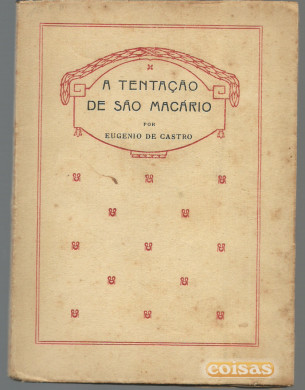 A TENTAÇÃO
DE SÃO MACÁRIO
POR
EUGENIO DE CASTRO
coisas